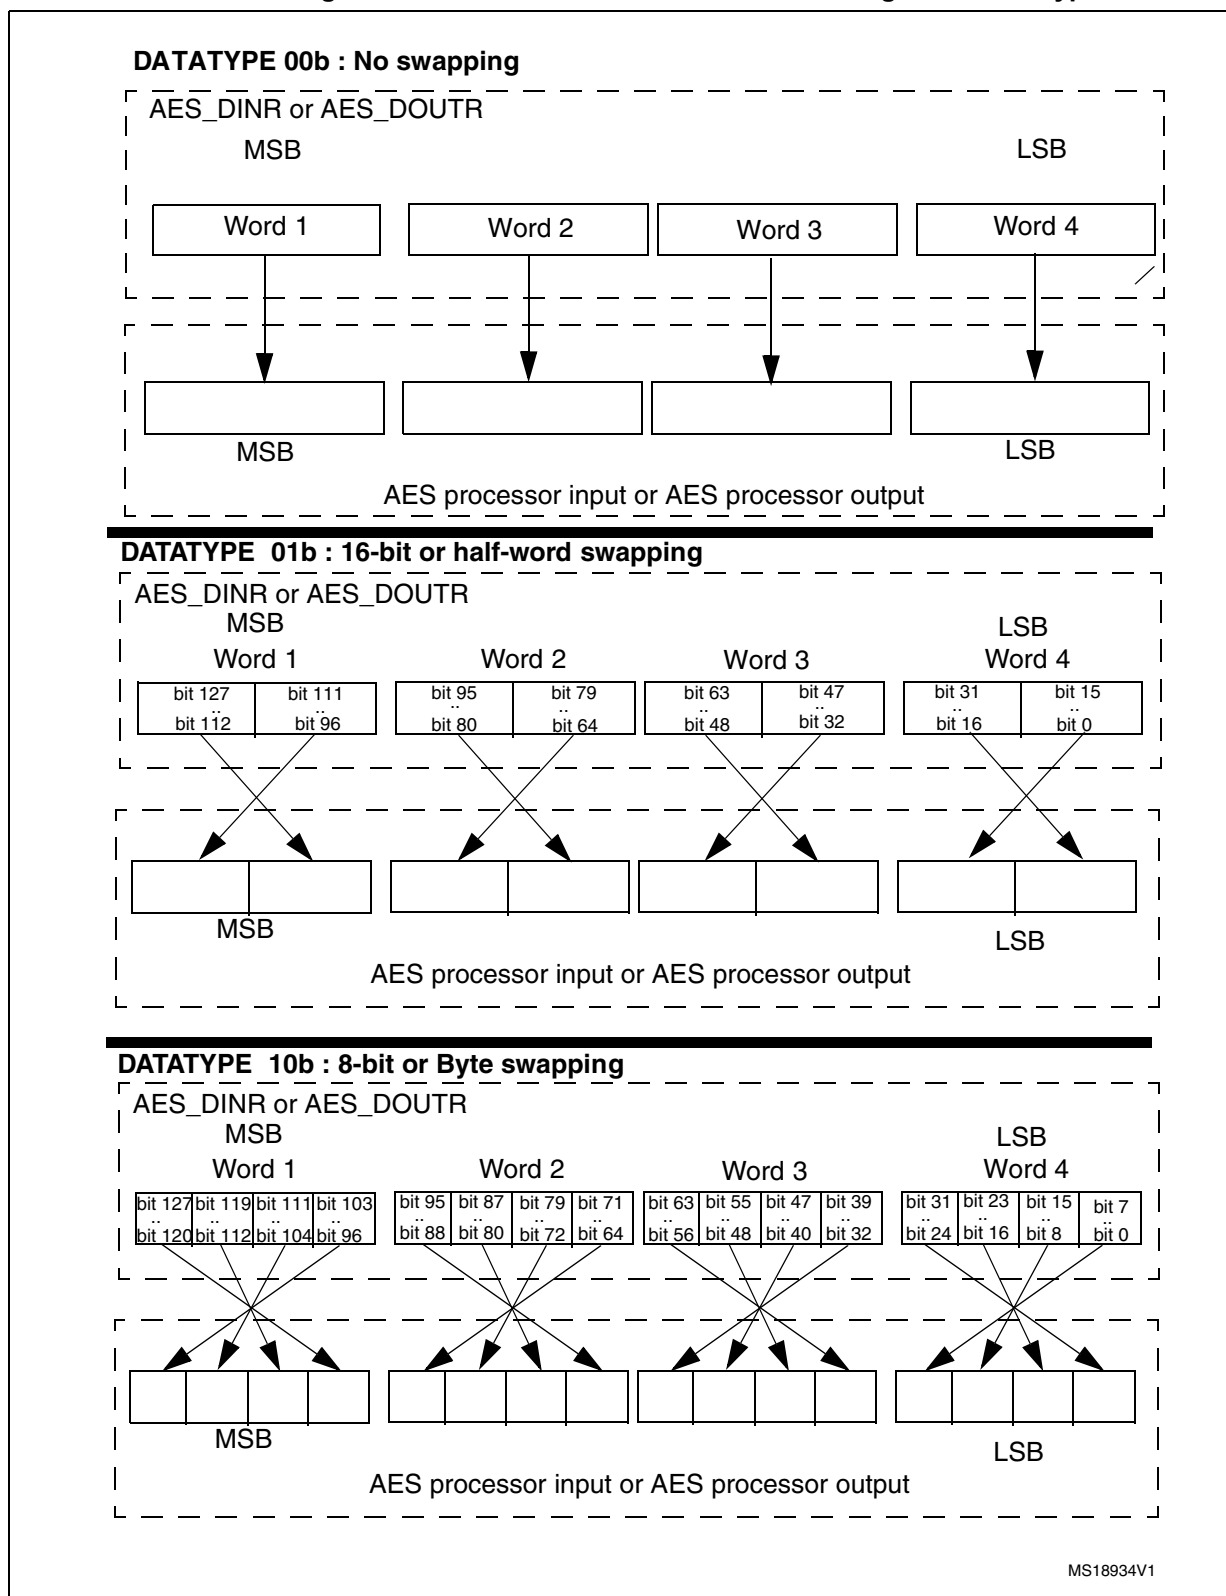 DATATYPE 00b : No swapping
AES_DINR or AES_DOUTR
MSB LSB
Word 1 Word 2 Word 3 Word 4
MSB LSB
AES processor input or AES processor output
DATATYPE 01b : 16-bit or half-word swapping
AES_DINR or AES_DOUTR
MSB LSB
Word 1 Word 2 Word 3 Word 4
bit 127 bit 111 bit 95 bit 79 bit 63 bit 47 bit 31 bit 15
.. .. .. .. .. .. .. ..
bit 112 bit 96 bit 80 bit 64 bit 48 bit 32 bit 16 bit 0
MSB LSB
AES processor input or AES processor output
DATATYPE 10b : 8-bit or Byte swapping
AES_DINR or AES_DOUTR
MSB LSB
Word 1 Word 2 Word 3 Word 4
bit 127 bit 119 bit 111 bit 103 bit 95 bit 87 bit 79 bit 71 bit 63 bit 55 bit 47 bit 39 bit 31 bit 23 bit 15 bit 7
.. .. .. .. .. .. .. .. .. .. .. .. .. .. .. ..
bit 120 bit 112 bit 104 bit 96 bit 88 bit 80 bit 72 bit 64 bit 56 bit 48 bit 40 bit 32 bit 24 bit 16 bit 8 bit 0
MSB LSB
AES processor input or AES processor output
MS18934V1